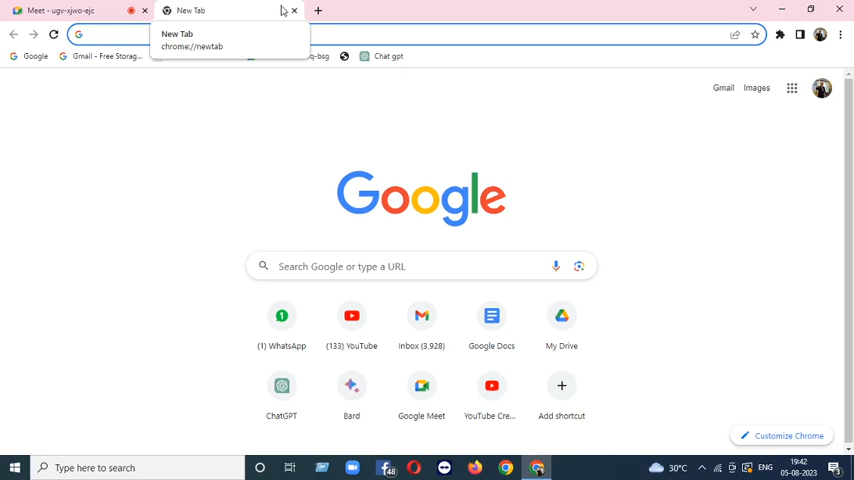 Meet - ugv-xjwo-ejc
New Tab
New Tab
chrome://newtab
Google
Gmail - Free Storag...
q-bsg
Chat gpt
Gmail
Images
Google
Search Google or type a URL
1
(1) WhatsApp
(133) YouTube
Inbox (3,928)
Google Docs
My Drive
ChatGPT
Bard
Google Meet
YouTube Cre...
Add shortcut
Customize Chrome
Type here to search
48
30°C
ENG
19:42
05-08-2023
3